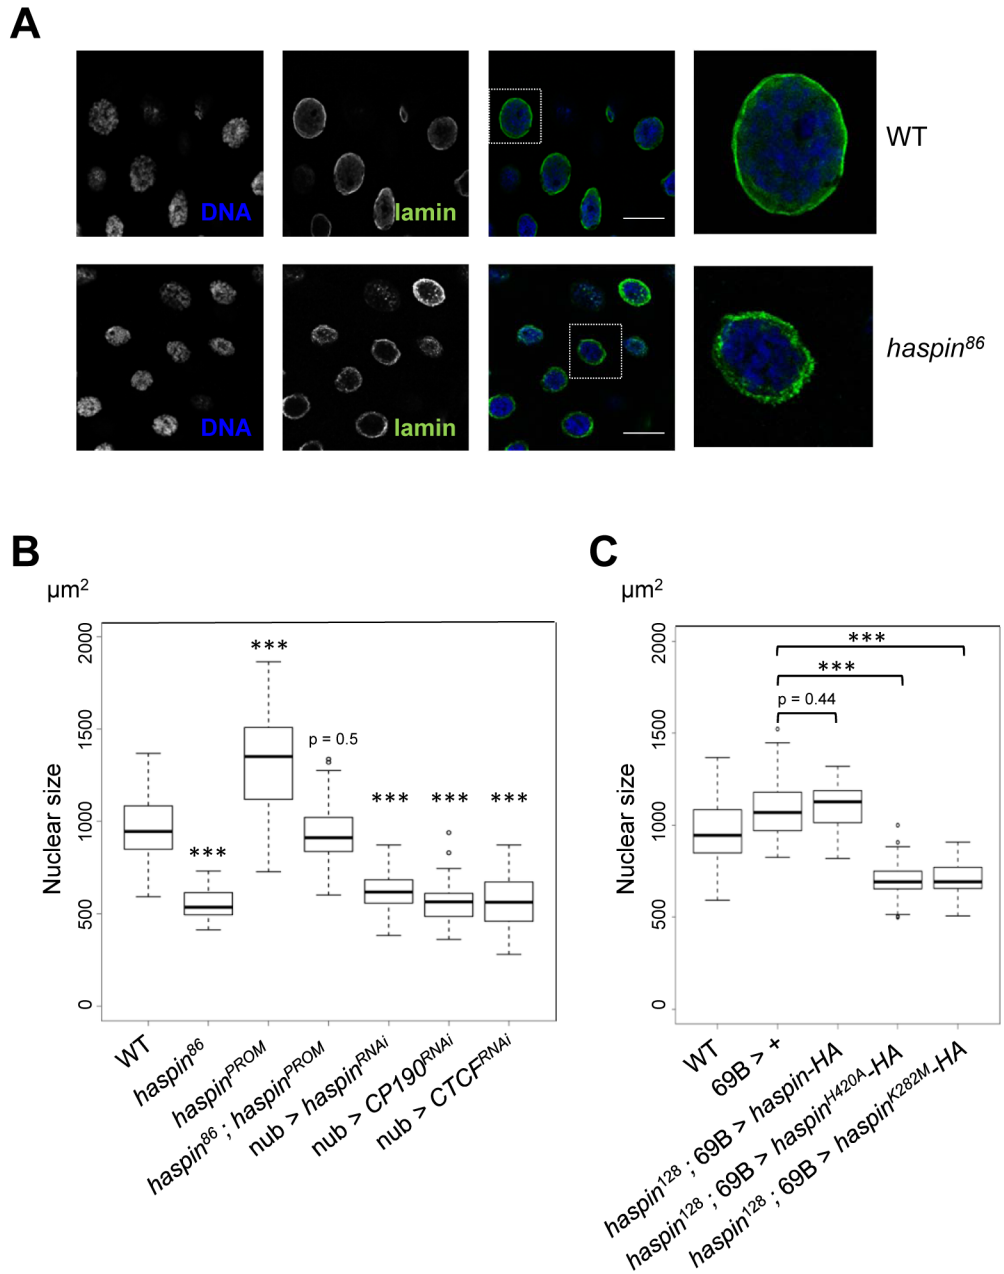 A
DNA
lamin
WT
DNA
lamin
haspin86
B
µm2
Nuclear size
2000
1500
1000
500
0
***
***
p = 0.5
***
***
***
WT
haspin86
haspinPROM
haspin86 ; haspinPROM
nub > haspinRNAi
nub > CP190RNAi
nub > CTCFRNAi
C
µm2
Nuclear size
2000
1500
1000
500
0
***
***
p = 0.44
WT
69B > +
haspin128 ; 69B > haspin-HA
haspin128 ; 69B > haspinH420A-HA
haspin128 ; 69B > haspinK282M-HA